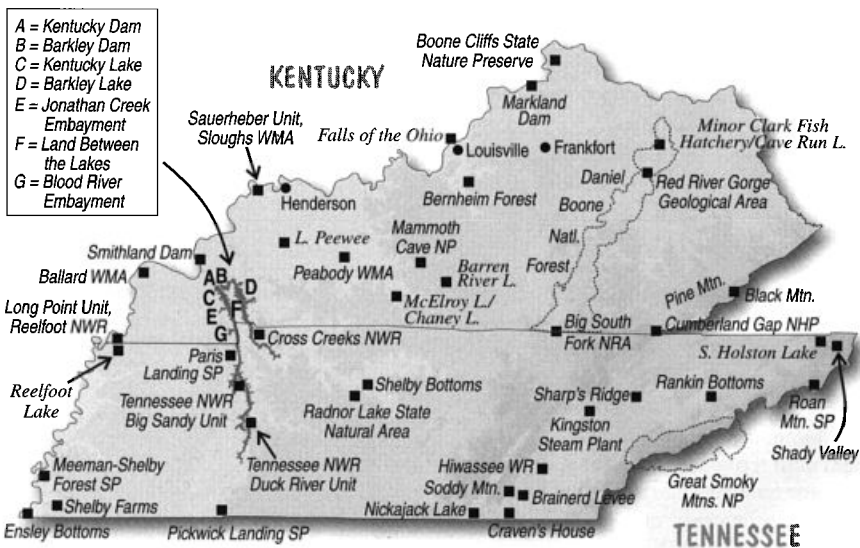 A = Kentucky Dam
B = Barkley Dam
C = Kentucky Lake
D = Barkley Lake
E = Jonathan Creek
Embayment
F = Land Between
the Lakes
G = Blood River
Embayment
KENTUCKY
Boone Cliffs State
Nature Preserve
Markland
Dam
Sauerheber Unit,
Sloughs WMA
Falls of the Ohio
Louisville
Frankfort
Minor Clark Fish
Hatchery/Cave Run L.
Henderson
Bernheim Forest
Daniel
Boone
Natl.
Forest
Red River Gorge
Geological Area
L. Peewee
Mammoth
Cave NP
Smithland Dam
Peabody WMA
Barren
River L.
Ballard WMA
A
B
C
D
E
F
G
McElroy L./
Chaney L.
Pine Mtn.
Black Mtn.
Long Point Unit,
Reelfoot NWR
Cross Creeks NWR
Big South
Fork NRA
Cumberland Gap NHP
S. Holston Lake
Paris
Landing SP
Reelfoot
Lake
Tennessee NWR
Big Sandy Unit
Shelby Bottoms
Radnor Lake State
Natural Area
Sharp's Ridge
Rankin Bottoms
Kingston
Steam Plant
Roan
Mtn. SP
Shady Valley
Meeman-Shelby
Forest SP
Tennessee NWR
Duck River Unit
Hiwassee WR
Great Smoky
Mtns. NP
Soddy Mtn.
Brainerd Levee
Shelby Farms
Nickajack Lake
Ensley Bottoms
Pickwick Landing SP
Craven's House
TENNESSEE